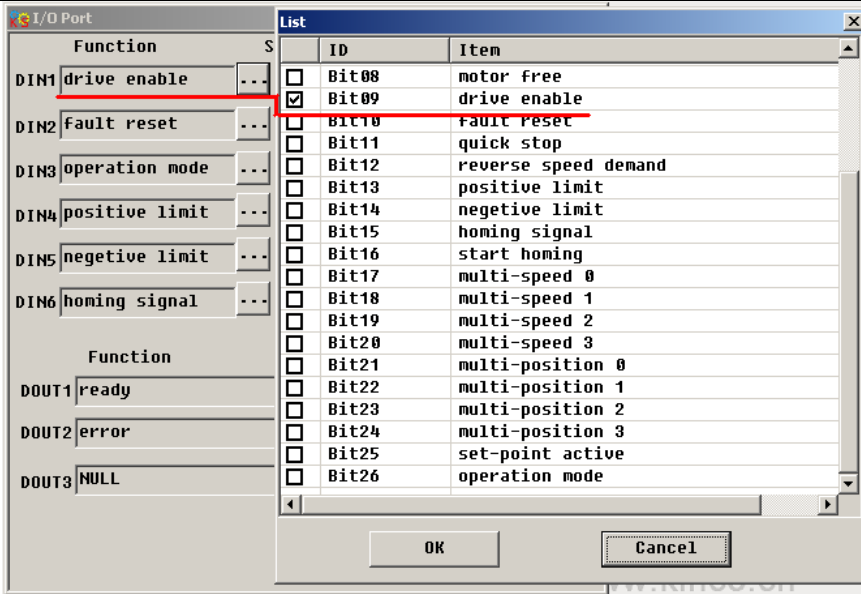 I/O Port
Function S
DIN1 drive enable ...
DIN2 fault reset ...
DIN3 operation mode ...
DIN4 positive limit ...
DIN5 negetive limit ...
DIN6 homing signal ...
Function
DOUT1 ready
DOUT2 error
DOUT3 NULL
List
ID Item
Bit08 motor free
Bit09 drive enable
Bit10 fault reset
Bit11 quick stop
Bit12 reverse speed demand
Bit13 positive limit
Bit14 negetive limit
Bit15 homing signal
Bit16 start homing
Bit17 multi-speed 0
Bit18 multi-speed 1
Bit19 multi-speed 2
Bit20 multi-speed 3
Bit21 multi-position 0
Bit22 multi-position 1
Bit23 multi-position 2
Bit24 multi-position 3
Bit25 set-point active
Bit26 operation mode
OK Cancel